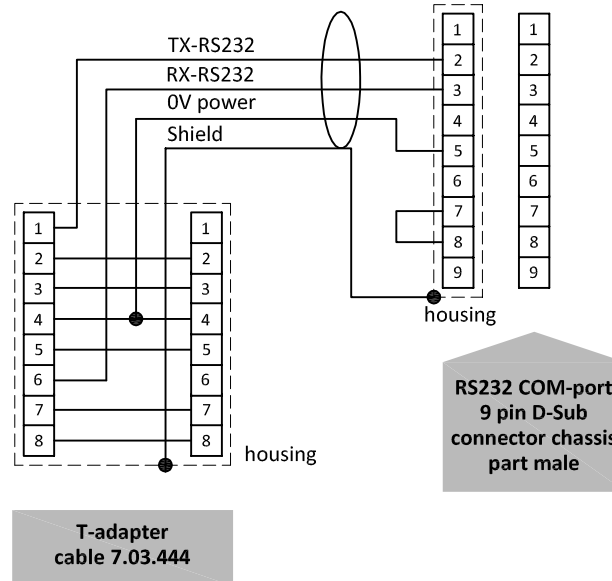 TX-RS232
RX-RS232
0V power
Shield
1 1
2 2
3 3
4 4
5 5
6 6
7 7
8 8
9 9
housing
1 1
2 2
3 3
4 4
5 5
6 6
7 7
8 8
housing
RS232 COM-port
9 pin D-Sub
connector chassis
part male
T-adapter
cable 7.03.444